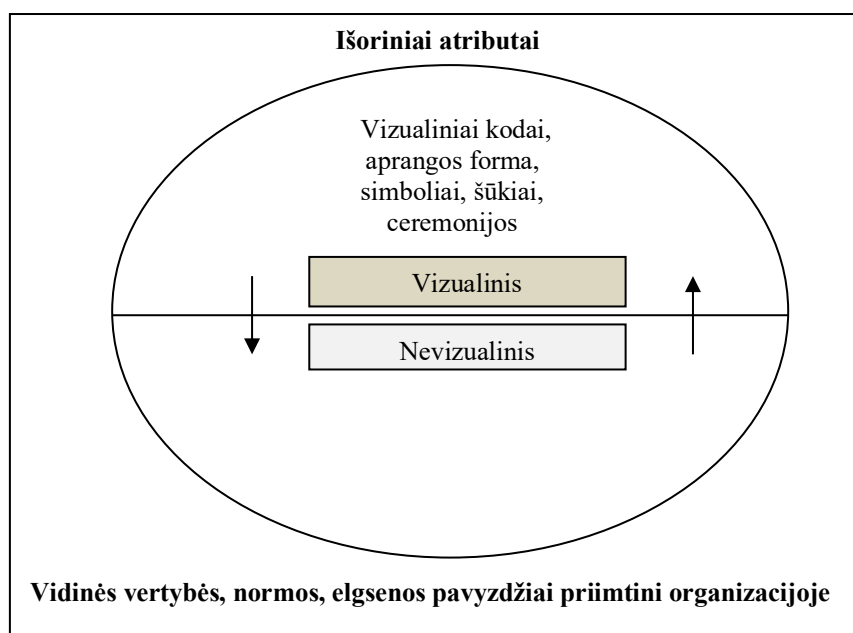 Išoriniai atributai
Vizualiniai kodai,
aprangos forma,
simboliai, šūkiai,
ceremonijos
Vizualinis
Nevizualinis
Vidinės vertybės, normos, elgsenos pavyzdžiai priimtini organizacijoje